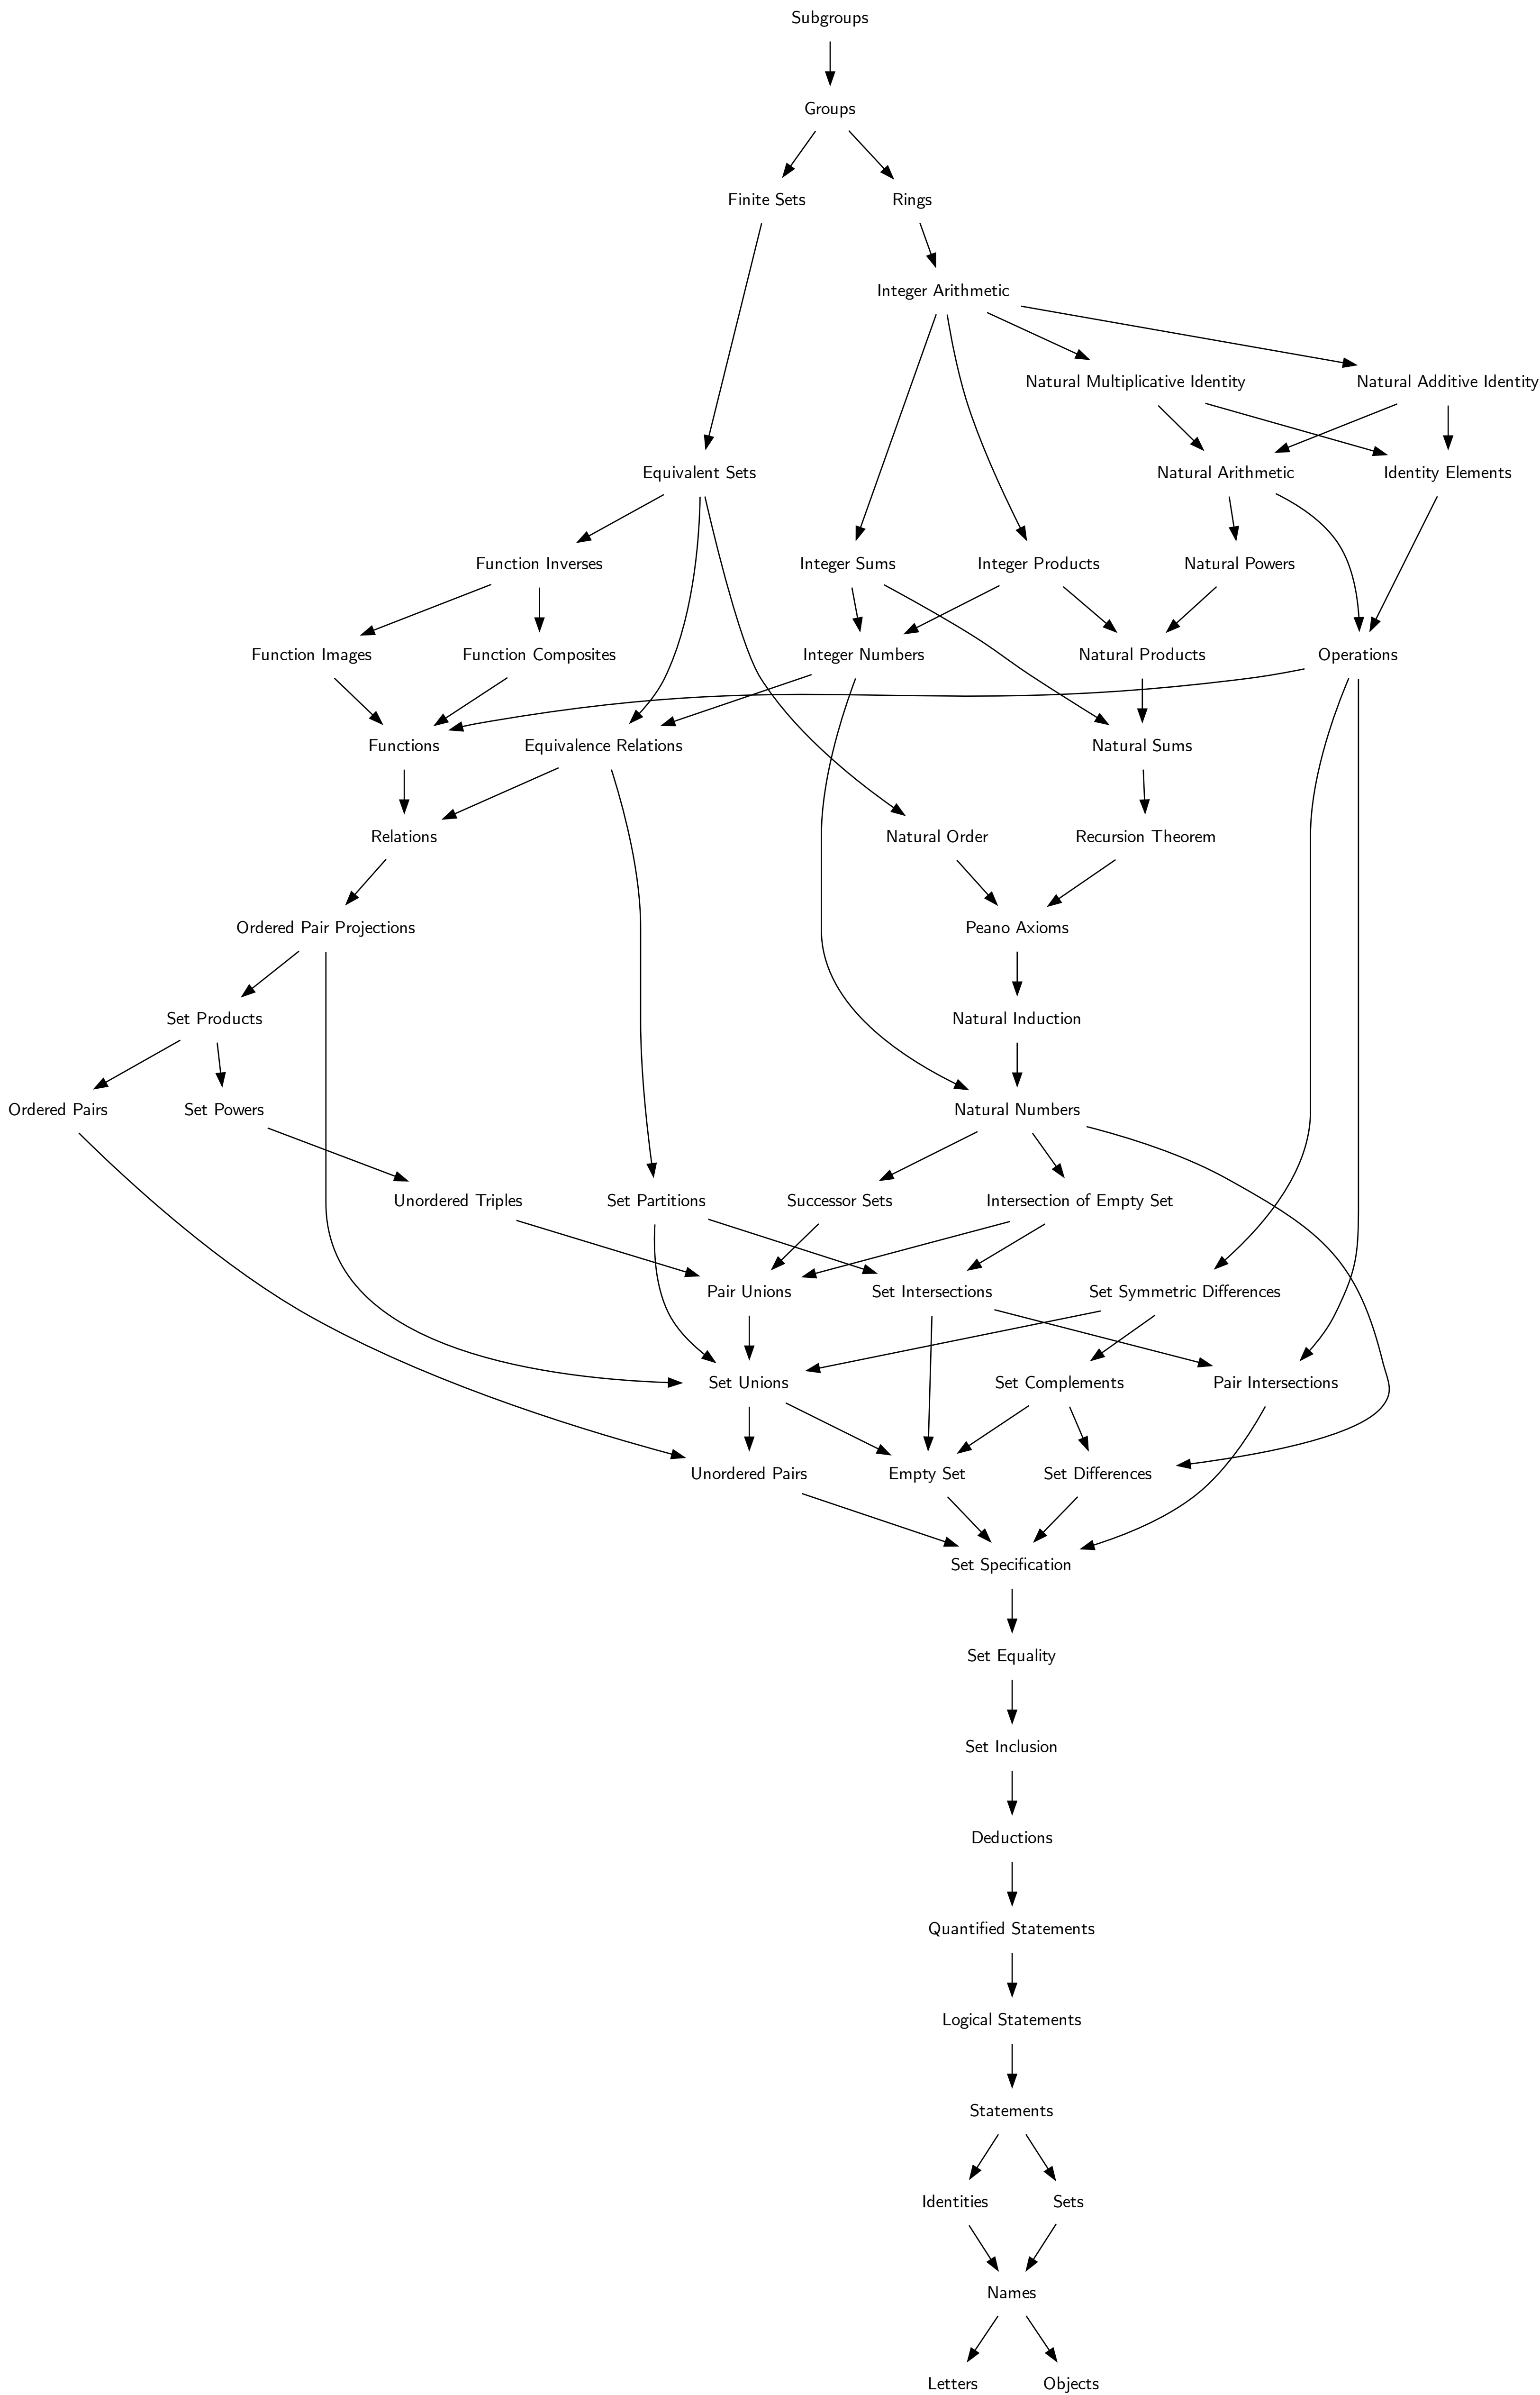 Subgroups
Groups
Finite Sets
Rings
Integer Arithmetic
Natural Multiplicative Identity
Natural Additive Identity
Equivalent Sets
Natural Arithmetic
Identity Elements
Function Inverses
Integer Sums
Integer Products
Natural Powers
Function Images
Function Composites
Integer Numbers
Natural Products
Operations
Functions
Equivalence Relations
Natural Sums
Relations
Natural Order
Recursion Theorem
Ordered Pair Projections
Peano Axioms
Set Products
Natural Induction
Ordered Pairs
Set Powers
Natural Numbers
Unordered Triples
Set Partitions
Successor Sets
Intersection of Empty Set
Pair Unions
Set Intersections
Set Symmetric Differences
Set Unions
Set Complements
Pair Intersections
Unordered Pairs
Empty Set
Set Differences
Set Specification
Set Equality
Set Inclusion
Deductions
Quantified Statements
Logical Statements
Statements
Identities
Sets
Names
Letters
Objects